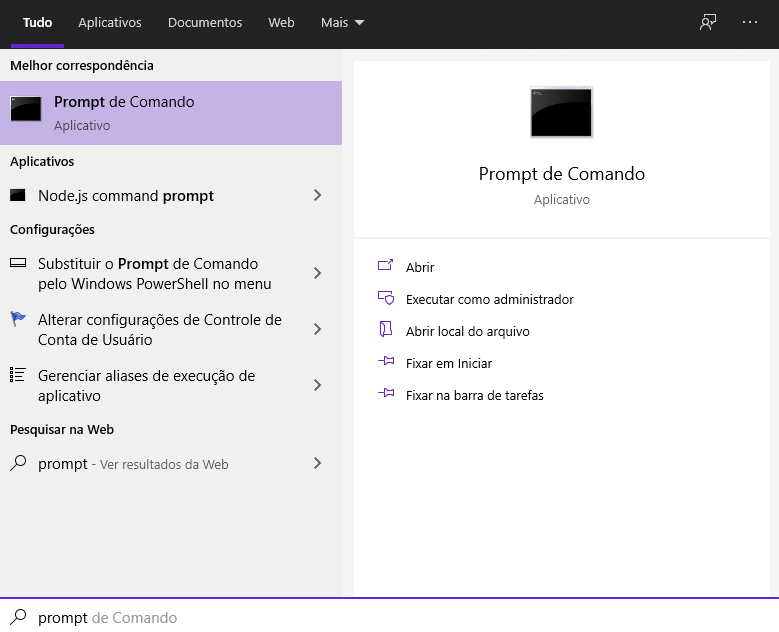 Tudo Aplicativos Documentos Web Mais
Melhor correspondência
Prompt de Comando
Aplicativo
Aplicativos
Node.js command prompt
Configurações
Substituir o Prompt de Comando
pelo Windows PowerShell no menu
Alterar configurações de Controle de
Conta de Usuário
Gerenciar aliases de execução de
aplicativo
Pesquisar na Web
prompt - Ver resultados da Web
Prompt de Comando
Aplicativo
Abrir
Executar como administrador
Abrir local do arquivo
Fixar em Iniciar
Fixar na barra de tarefas
prompt de Comando